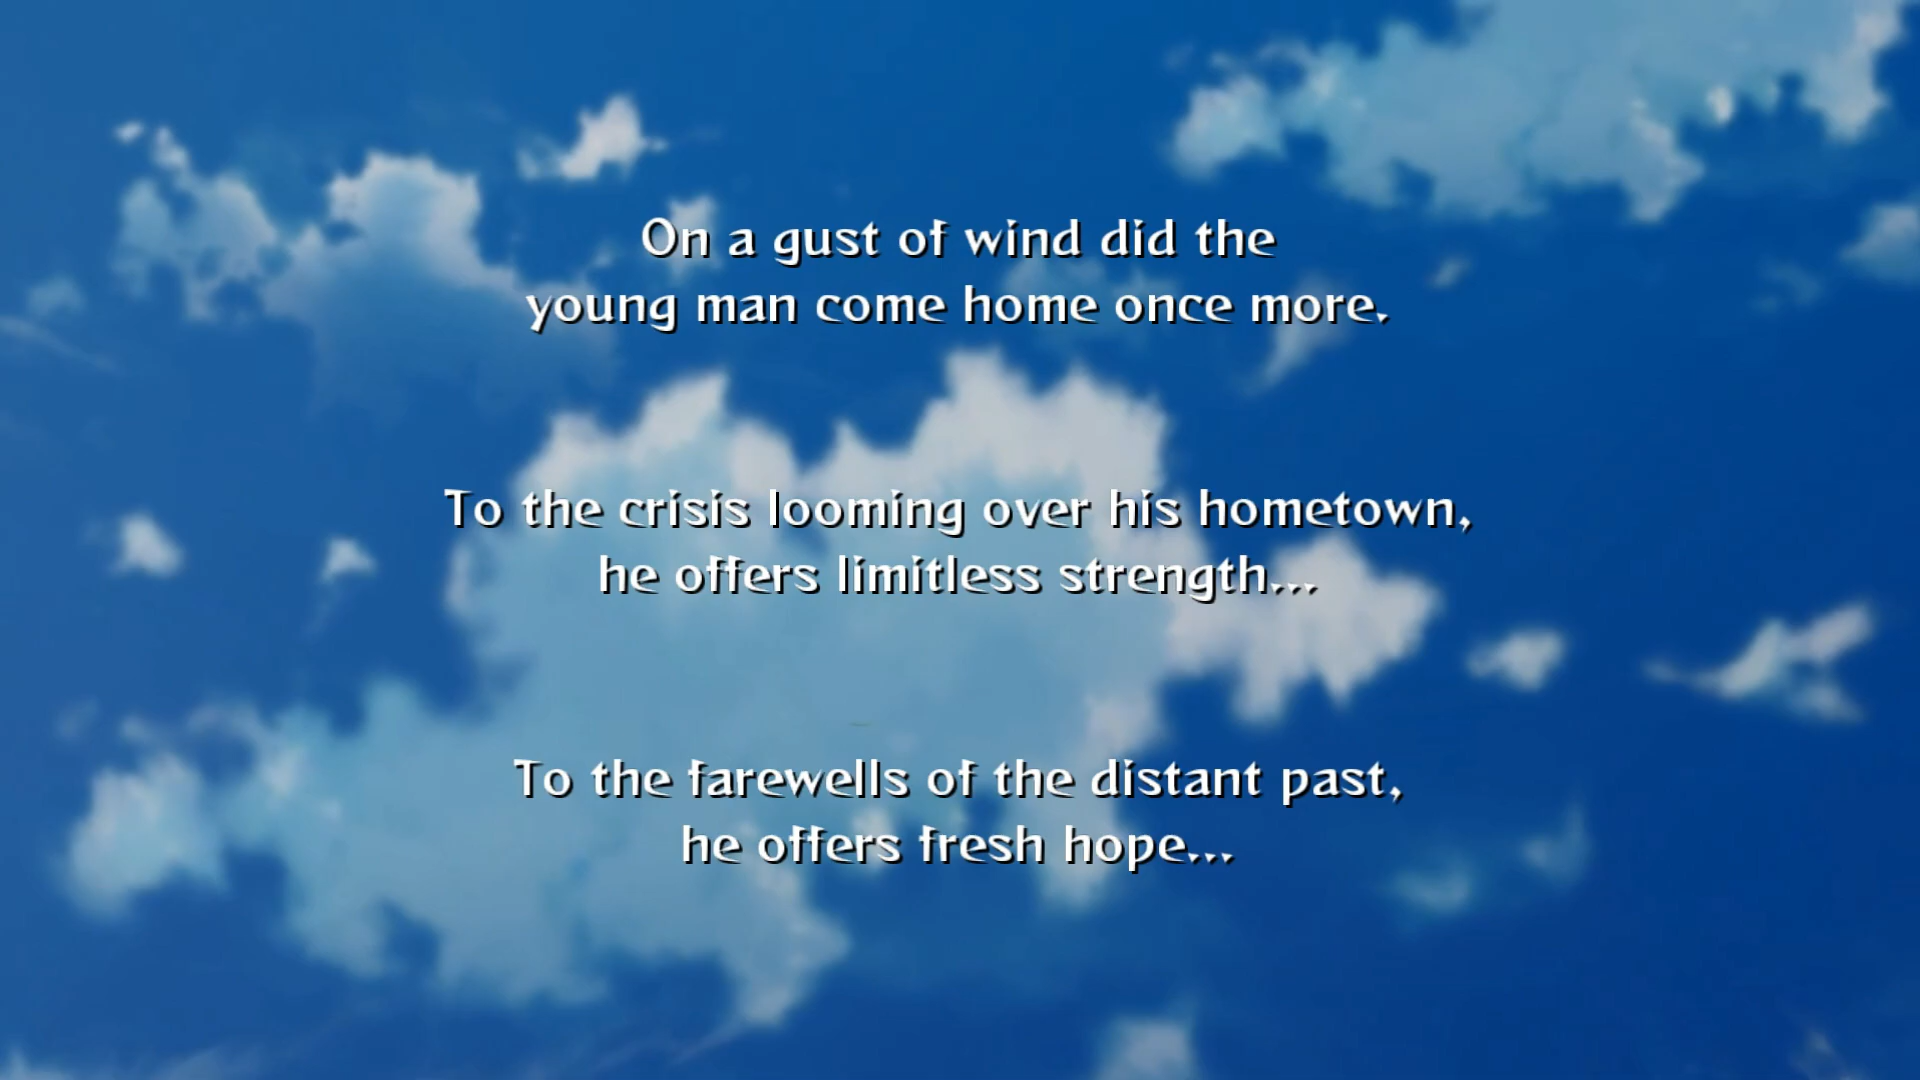 On a gust of wind did the
young man come home once more.
To the crisis looming over his hometown,
he offers limitless strength...
To the farewells of the distant past,
he offers fresh hope...